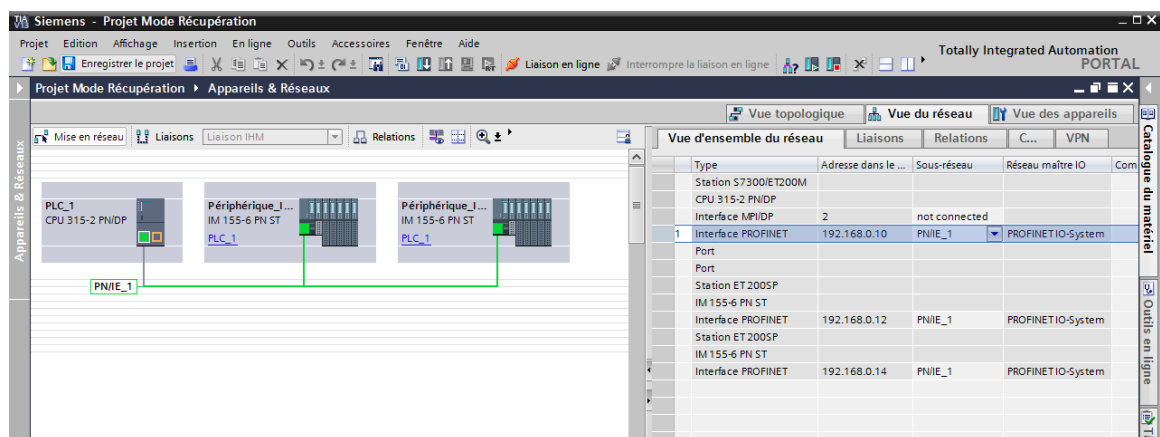 Siemens - Projet Mode Récupération
Projet Edition Affichage Insertion En ligne Outils Accessoires Fenêtre Aide
Totally Integrated Automation
PORTAL
Enregistrer le projet
Liaison en ligne
Interrompre la liaison en ligne
Projet Mode Récupération Appareils & Réseaux
Vue topologique Vue du réseau Vue des appareils
Mise en réseau Liaisons Liaison IHM Relations
Vue d'ensemble du réseau Liaisons Relations C... VPN
Type Adresse dans le ... Sous-réseau Réseau maître IO Com
Station S7300/ET200M
CPU 315-2 PN/DP
Interface MPI/DP 2 not connected
1 Interface PROFINET 192.168.0.10 PN/IE_1 PROFINET IO-System
Port
Port
Station ET 200SP
IM 155-6 PN ST
Interface PROFINET 192.168.0.12 PN/IE_1 PROFINET IO-System
Station ET 200SP
IM 155-6 PN ST
Interface PROFINET 192.168.0.14 PN/IE_1 PROFINET IO-System
PLC_1
CPU 315-2 PN/DP
Périphérique_I...
IM 155-6 PN ST
PLC_1
Périphérique_I...
IM 155-6 PN ST
PLC_1
PN/IE_1
Appareils & Réseaux
Catalogue du matériel
Outils en ligne